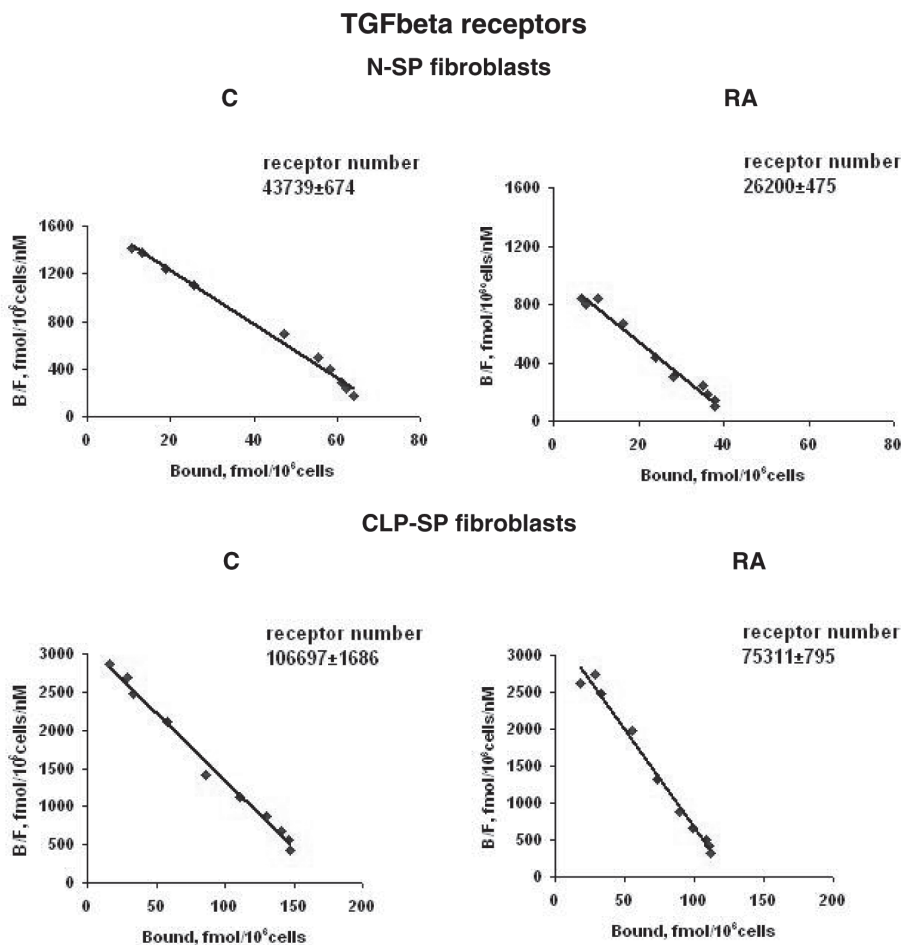 TGFbeta receptors
N-SP fibroblasts
C
RA
receptor number
43739±674
receptor number
26200±475
B/F, fmol/10⁶cells/nM
1600
1200
800
400
0
0 20 40 60 80
Bound, fmol/10⁶cells
B/F, fmol/10⁶ᶜells/nM
1600
1200
800
400
0
0 20 40 60 80
Bound, fmol/10⁶cells
CLP-SP fibroblasts
C
RA
receptor number
106697±1686
receptor number
75311±795
B/F, fmol/10⁶cells/nM
3000
2500
2000
1500
1000
500
0
0 50 100 150 200
Bound, fmol/10⁶cells
B/F, fmol/10⁶cells/nM
3000
2500
2000
1500
1000
500
0
0 50 100 150 200
Bound, fmol/10⁶cells